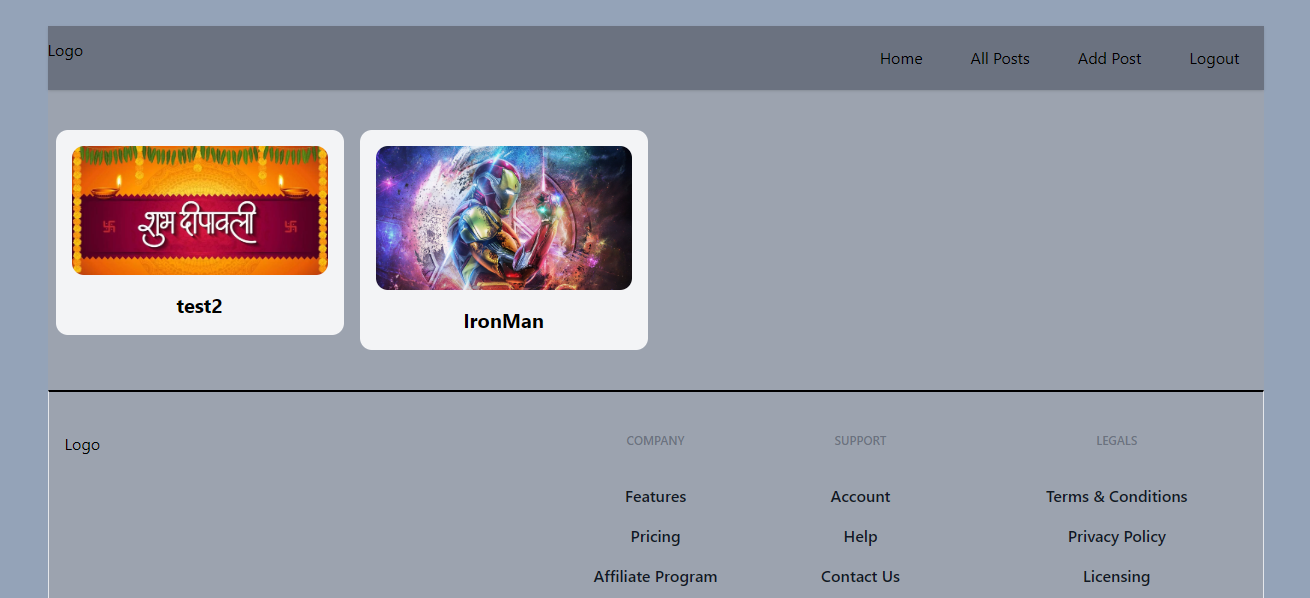 Logo
Home All Posts Add Post Logout
शुभ दीपावली
test2
IronMan
Logo
COMPANY SUPPORT LEGALS
Features Account Terms & Conditions
Pricing Help Privacy Policy
Affiliate Program Contact Us Licensing